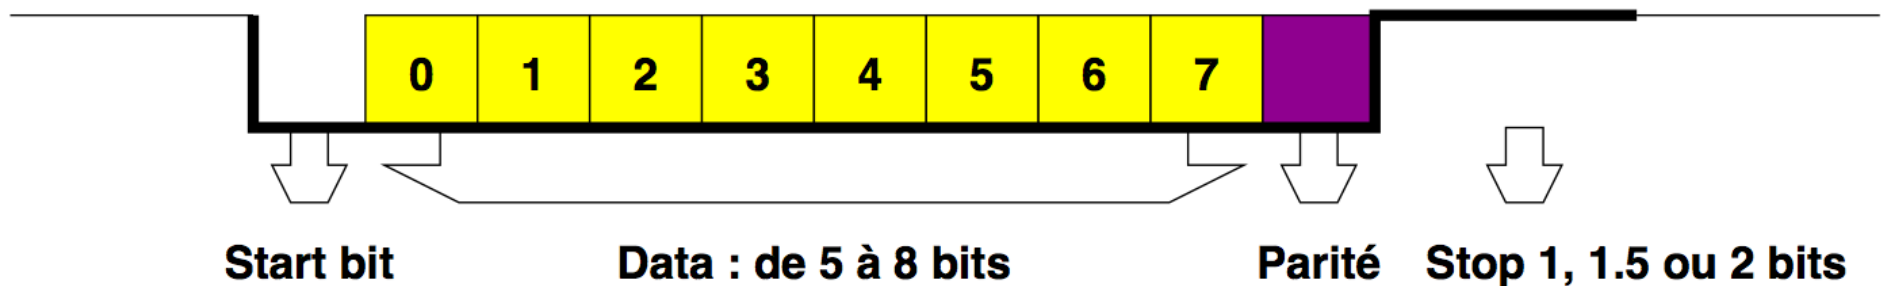 0 1 2 3 4 5 6 7
Start bit Data : de 5 à 8 bits Parité Stop 1, 1.5 ou 2 bits